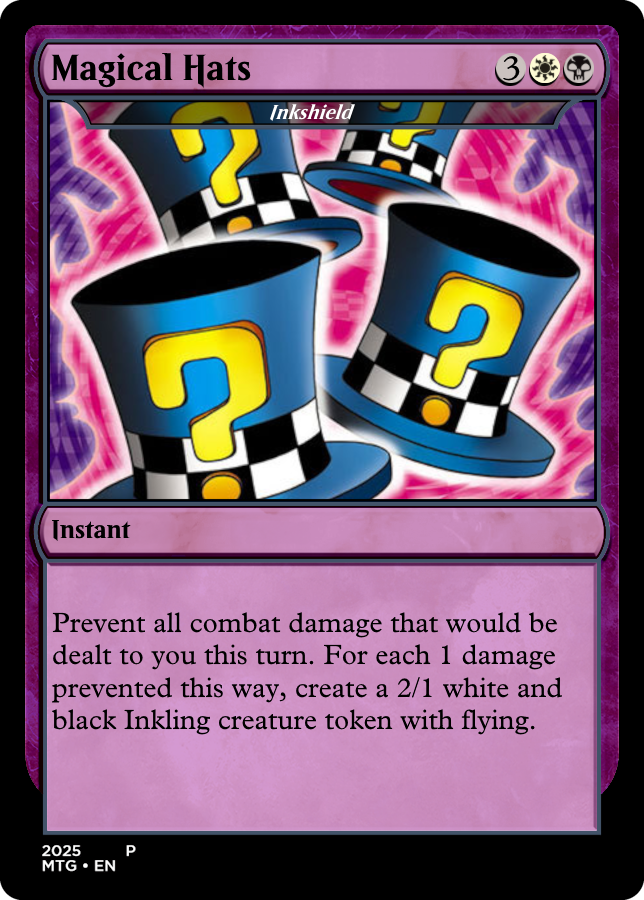 Magical Hats 3
Inkshield
? ? ? ?
Instant
Prevent all combat damage that would be
dealt to you this turn. For each 1 damage
prevented this way, create a 2/1 white and
black Inkling creature token with flying.
2025 P
MTG • EN